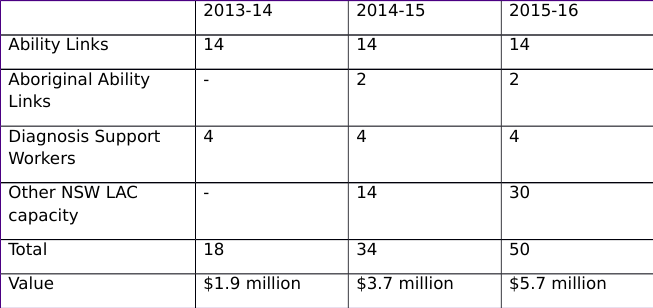 2013-14 2014-15 2015-16
Ability Links 14 14 14
Aboriginal Ability - 2 2
Links
Diagnosis Support 4 4 4
Workers
Other NSW LAC - 14 30
capacity
Total 18 34 50
Value $1.9 million $3.7 million $5.7 million